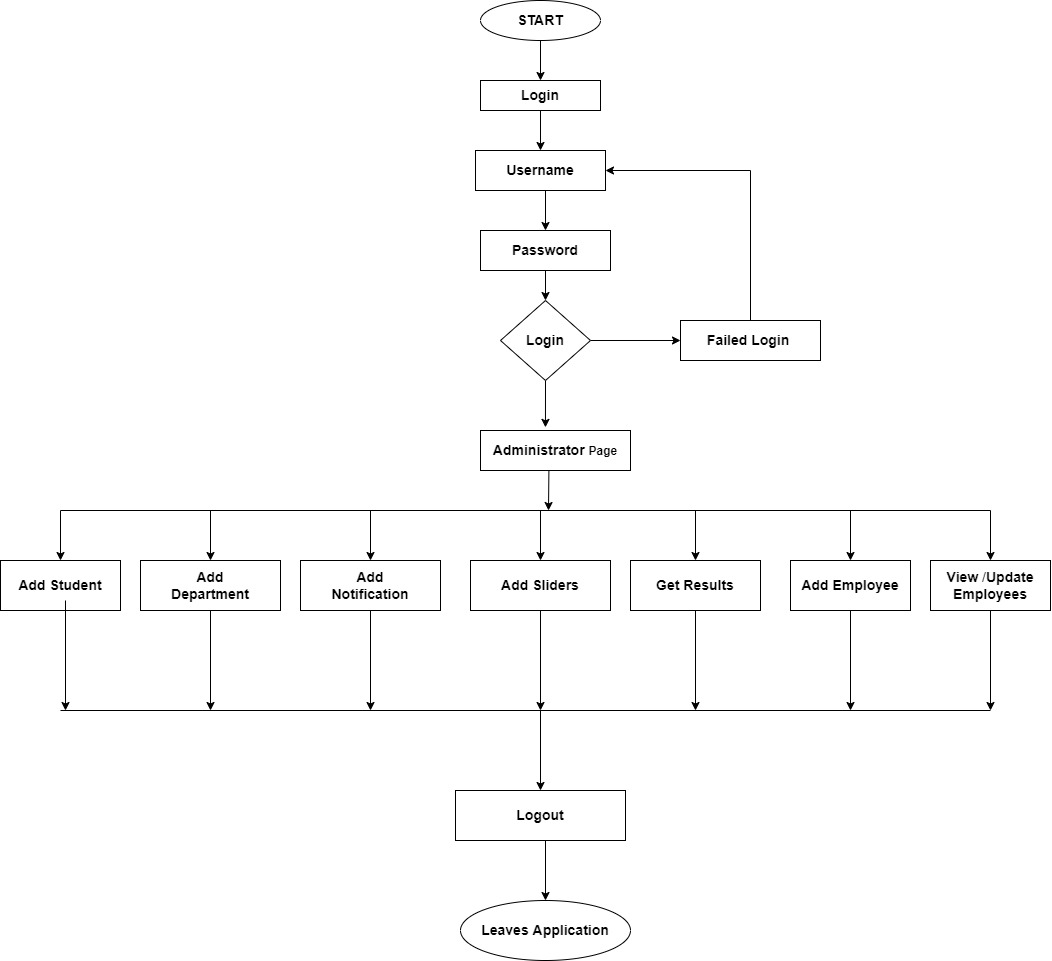 START
Login
Username
Password
Login
Failed Login
Administrator Page
Add Student
Add
Department
Add
Notification
Add Sliders
Get Results
Add Employee
View /Update
Employees
Logout
Leaves Application